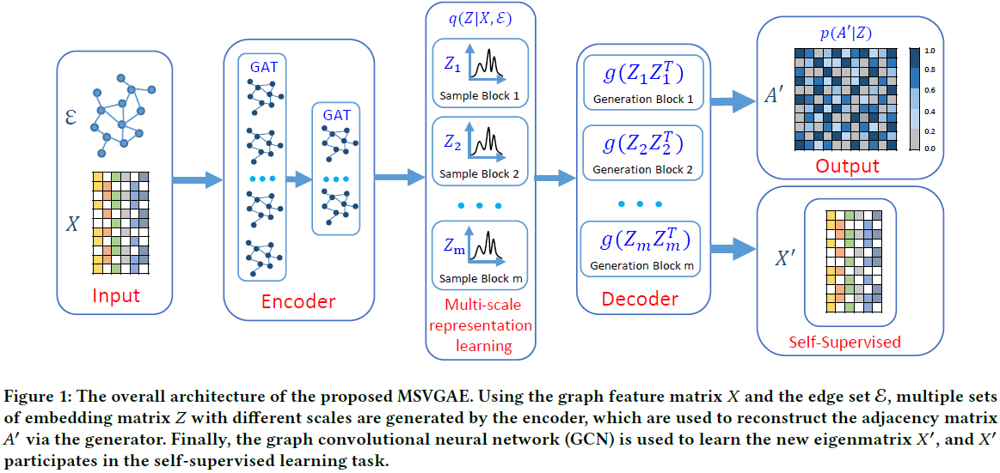 ℰ
X
Input
GAT
GAT
Encoder
q(Z|X, ℰ)
Z₁
Sample Block 1
Z₂
Sample Block 2
Zₘ
Sample Block m
Multi-scale
representation
learning
g(Z₁Z₁ᵀ)
Generation Block 1
g(Z₂Z₂ᵀ)
Generation Block 2
g(ZₘZₘᵀ)
Generation Block m
Decoder
p(A′|Z)
A′
1.0
0.8
0.6
0.4
0.2
0.0
Output
X′
Self-Supervised
Figure 1: The overall architecture of the proposed MSVGAE. Using the graph feature matrix X and the edge set ℰ, multiple sets
of embedding matrix Z with different scales are generated by the encoder, which are used to reconstruct the adjacency matrix
A′ via the generator. Finally, the graph convolutional neural network (GCN) is used to learn the new eigenmatrix X′, and X′
participates in the self-supervised learning task.